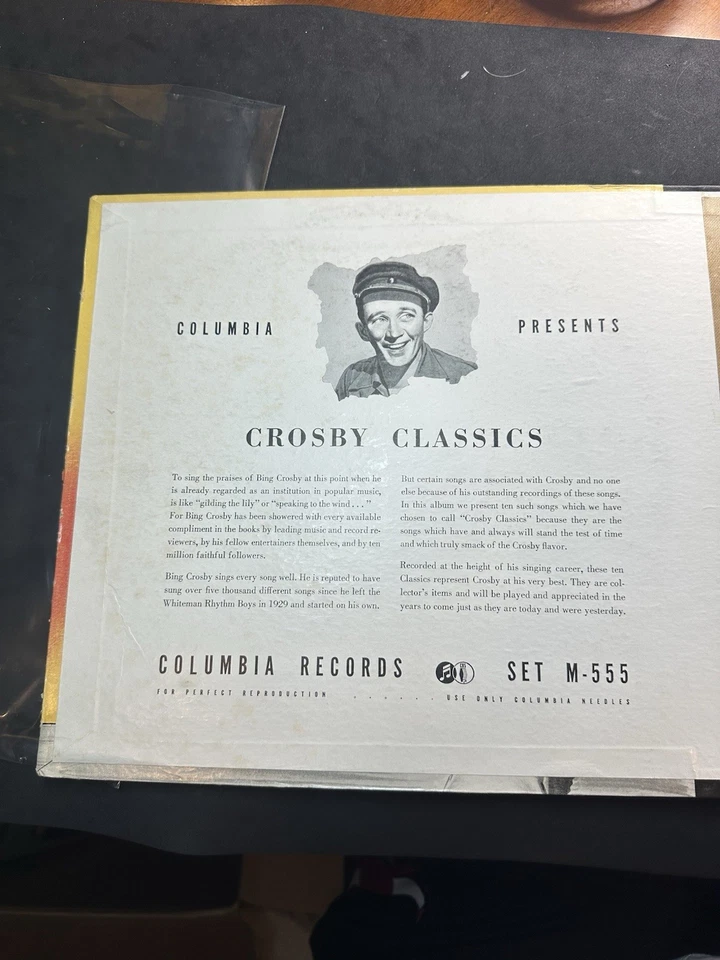 COLUMBIA PRESENTS
CROSBY CLASSICS
To sing the praises of Bing Crosby at this point when he
is already regarded as an institution in popular music,
is like "gilding the lily" or "speaking to the wind . . . "
For Bing Crosby has been showered with every available
compliment in the books by leading music and record re-
viewers, by his fellow entertainers themselves, and by ten
million faithful followers.
Bing Crosby sings every song well. He is reputed to have
sung over five thousand different songs since he left the
Whiteman Rhythm Boys in 1929 and started on his own.
But certain songs are associated with Crosby and no one
else because of his outstanding recordings of these songs.
In this album we present ten such songs which we have
chosen to call "Crosby Classics" because they are the
songs which have and always will stand the test of time
and which truly smack of the Crosby flavor.
Recorded at the height of his singing career, these ten
Classics represent Crosby at his very best. They are col-
lector's items and will be played and appreciated in the
years to come just as they are today and were yesterday.
COLUMBIA RECORDS SET M-555
FOR PERFECT REPRODUCTION . . . . . . USE ONLY COLUMBIA NEEDLES